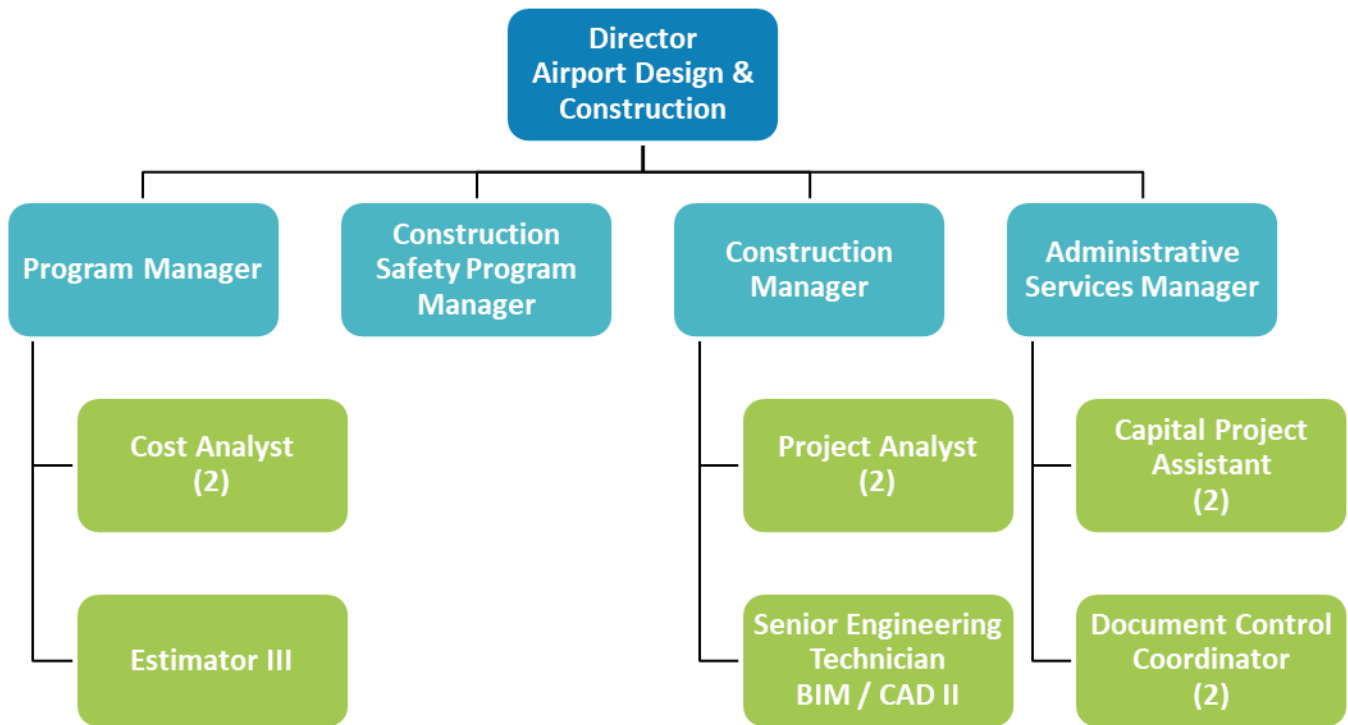 Director
Airport Design &
Construction
Program Manager
Construction
Safety Program
Manager
Construction
Manager
Administrative
Services Manager
Cost Analyst
(2)
Project Analyst
(2)
Capital Project
Assistant
(2)
Estimator III
Senior Engineering
Technician
BIM / CAD II
Document Control
Coordinator
(2)